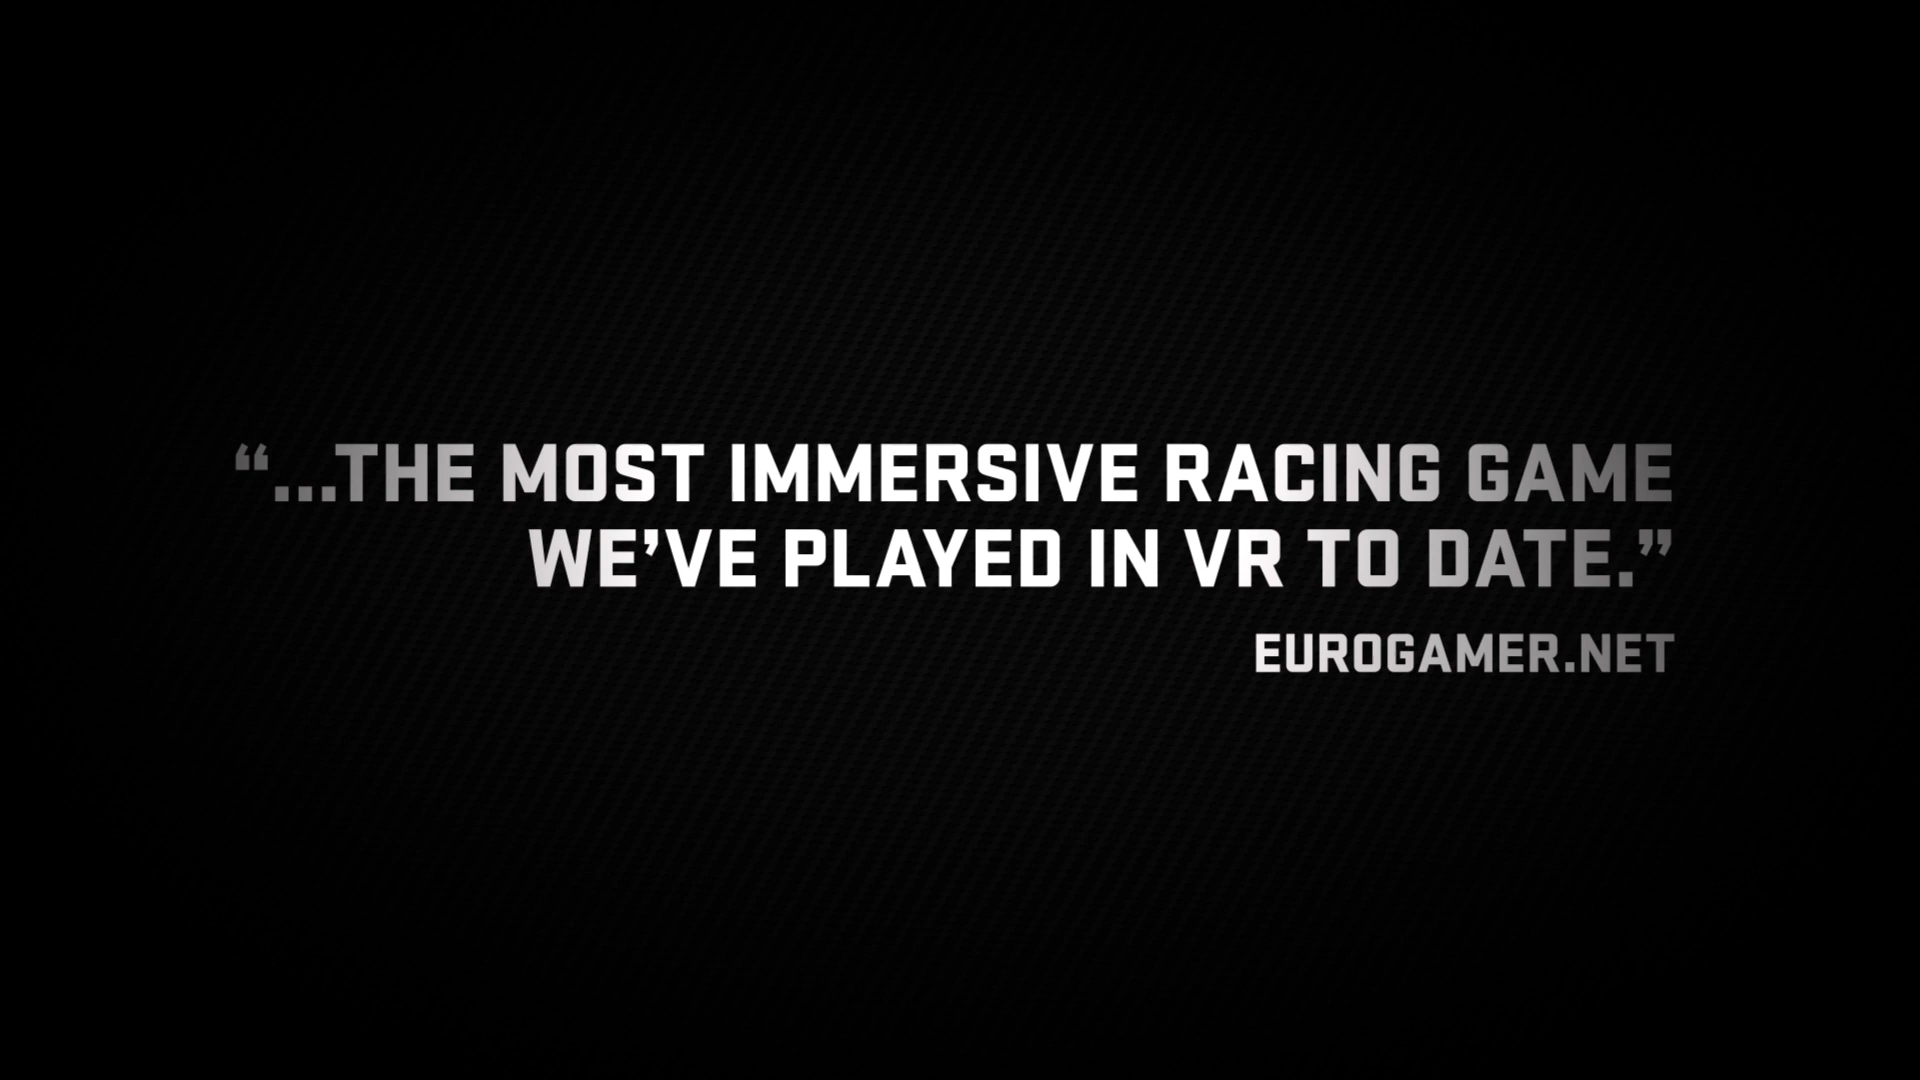 “...THE MOST IMMERSIVE RACING GAME
WE’VE PLAYED IN VR TO DATE.”
EUROGAMER.NET